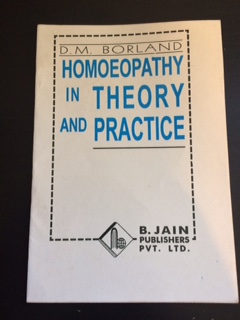 D.M. BORLAND
HOMOEOPATHY
IN THEORY
AND PRACTICE
B. JAIN
PUBLISHERS
PVT. LTD.